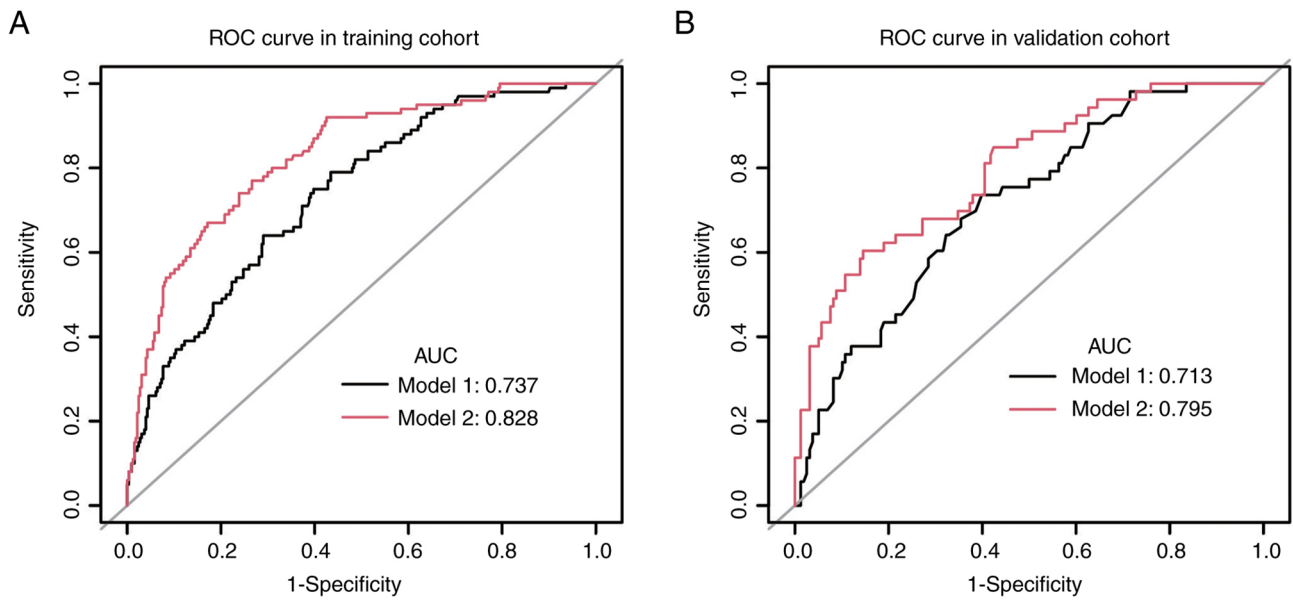 A
ROC curve in training cohort
Sensitivity
1.0
0.8
0.6
0.4
0.2
0.0
AUC
Model 1: 0.737
Model 2: 0.828
0.0 0.2 0.4 0.6 0.8 1.0
1-Specificity
B
ROC curve in validation cohort
Sensitivity
1.0
0.8
0.6
0.4
0.2
0.0
AUC
Model 1: 0.713
Model 2: 0.795
0.0 0.2 0.4 0.6 0.8 1.0
1-Specificity